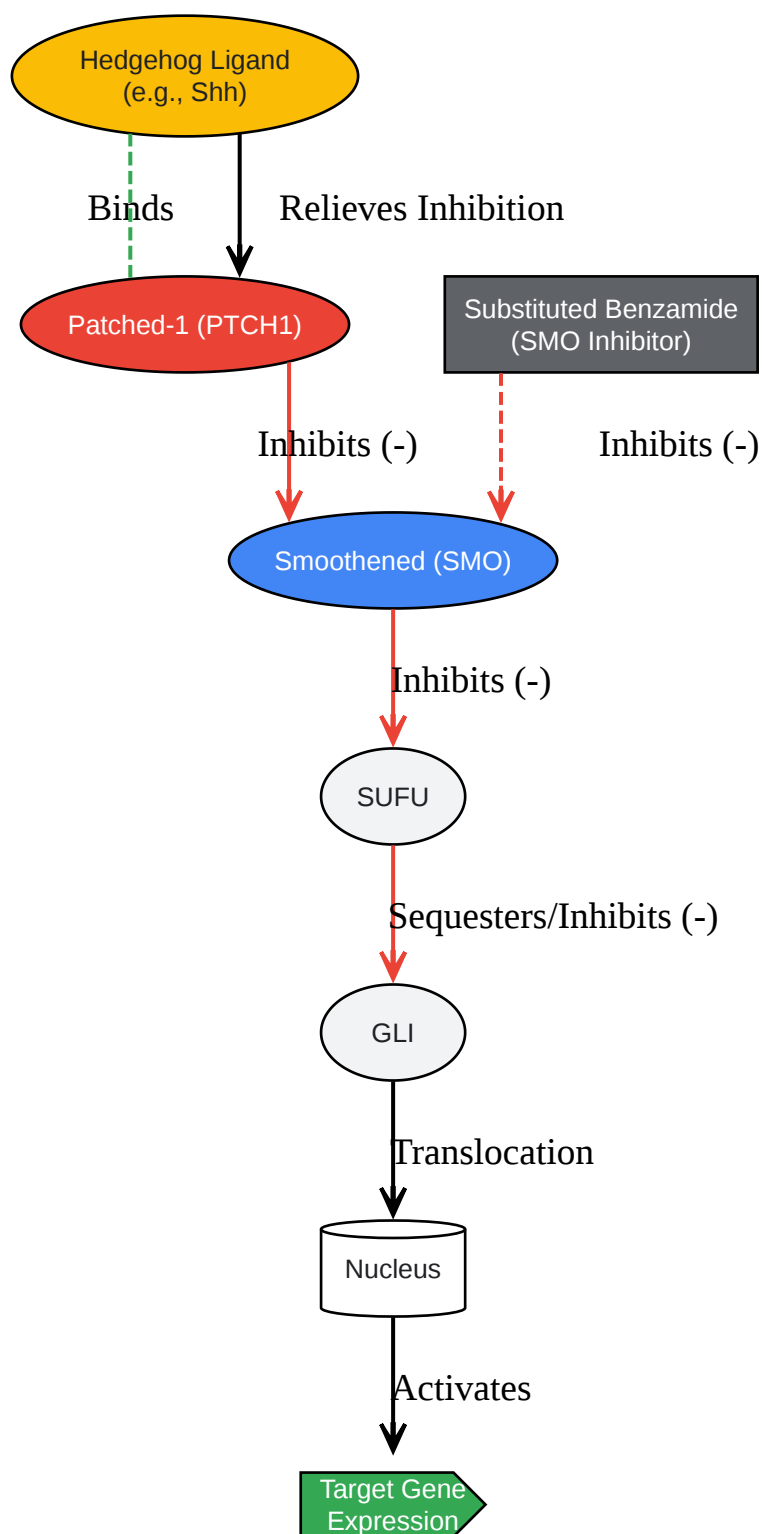 Hedgehog Ligand
(e.g., Shh)
Binds
Relieves Inhibition
Patched-1 (PTCH1)
Substituted Benzamide
(SMO Inhibitor)
Inhibits (-)
Inhibits (-)
Smoothened (SMO)
Inhibits (-)
SUFU
Sequesters/Inhibits (-)
GLI
Translocation
Nucleus
Activates
Target Gene
Expression